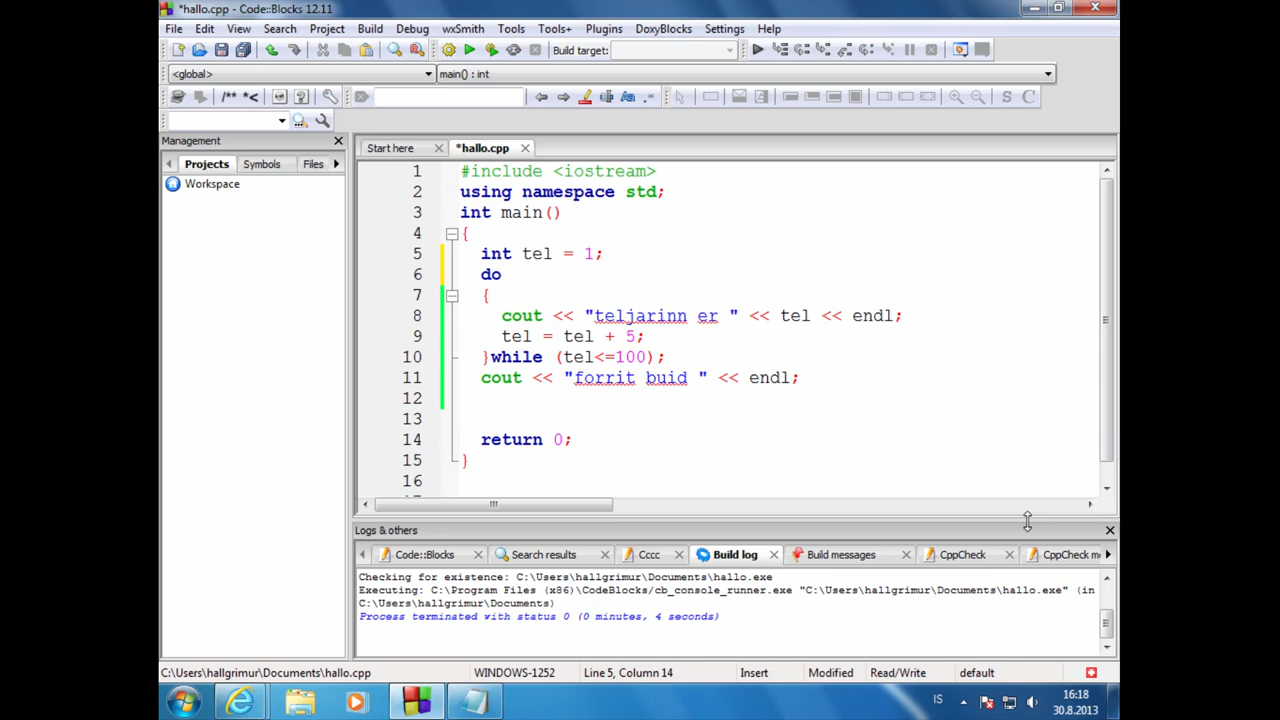 *hallo.cpp - Code::Blocks 12.11
File Edit View Search Project Build Debug wxSmith Tools Tools+ Plugins DoxyBlocks Settings Help
Build target:
<global> main() : int
/** *<
Management
Projects Symbols Files
Workspace
Start here *hallo.cpp
1 #include <iostream>
2 using namespace std;
3 int main()
4 {
5 int tel = 1;
6 do
7 {
8 cout << "teljarinn er " << tel << endl;
9 tel = tel + 5;
10 }while (tel<=100);
11 cout << "forrit buid " << endl;
12
13
14 return 0;
15 }
16
Logs & others
Code::Blocks Search results Cccc Build log Build messages CppCheck CppCheck me
Checking for existence: C:\Users\hallgrimur\Documents\hallo.exe
Executing: C:\Program Files (x86)\CodeBlocks/cb_console_runner.exe "C:\Users\hallgrimur\Documents\hallo.exe" (in
C:\Users\hallgrimur\Documents)
Process terminated with status 0 (0 minutes, 4 seconds)
C:\Users\hallgrimur\Documents\hallo.cpp WINDOWS-1252 Line 5, Column 14 Insert Modified Read/Write default
IS 16:18
30.8.2013